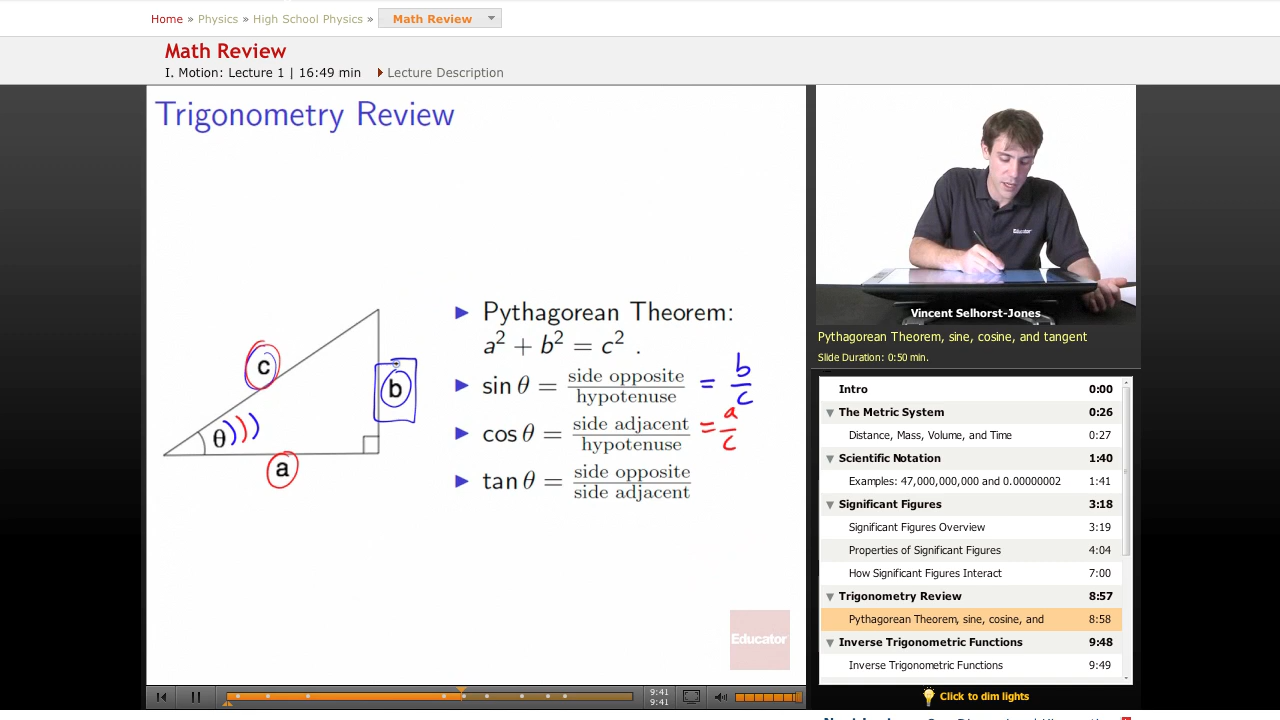 Home » Physics » High School Physics » Math Review
Math Review
I. Motion: Lecture 1 | 16:49 min Lecture Description
Trigonometry Review
c
b
θ
a
Pythagorean Theorem:
a² + b² = c² .
sin θ = side opposite / hypotenuse = b/c
cos θ = side adjacent / hypotenuse = a/c
tan θ = side opposite / side adjacent
Educator
9:41
9:41
Educator
Vincent Selhorst-Jones
Pythagorean Theorem, sine, cosine, and tangent
Slide Duration: 0:50 min.
Intro 0:00
The Metric System 0:26
Distance, Mass, Volume, and Time 0:27
Scientific Notation 1:40
Examples: 47,000,000,000 and 0.00000002 1:41
Significant Figures 3:18
Significant Figures Overview 3:19
Properties of Significant Figures 4:04
How Significant Figures Interact 7:00
Trigonometry Review 8:57
Pythagorean Theorem, sine, cosine, and 8:58
Inverse Trigonometric Functions 9:48
Inverse Trigonometric Functions 9:49
Click to dim lights